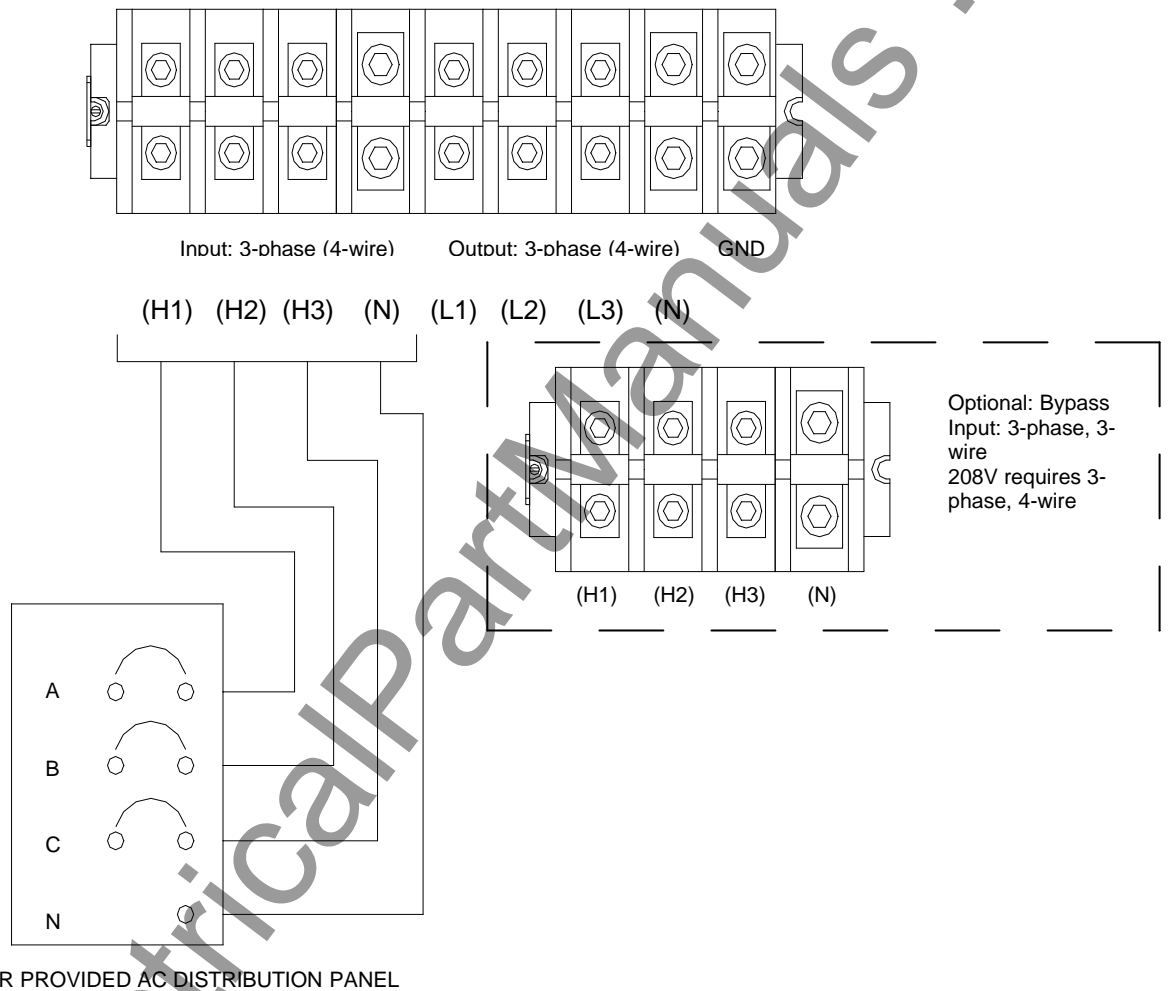 Input: 3-phase (4-wire) Output: 3-phase (4-wire) GND
(H1) (H2) (H3) (N) (L1) (L2) (L3) (N)
Optional: Bypass
Input: 3-phase, 3-
wire
208V requires 3-
phase, 4-wire
(H1) (H2) (H3) (N)
A
B
C
N
R PROVIDED AC DISTRIBUTION PANEL
tricalPartManuals